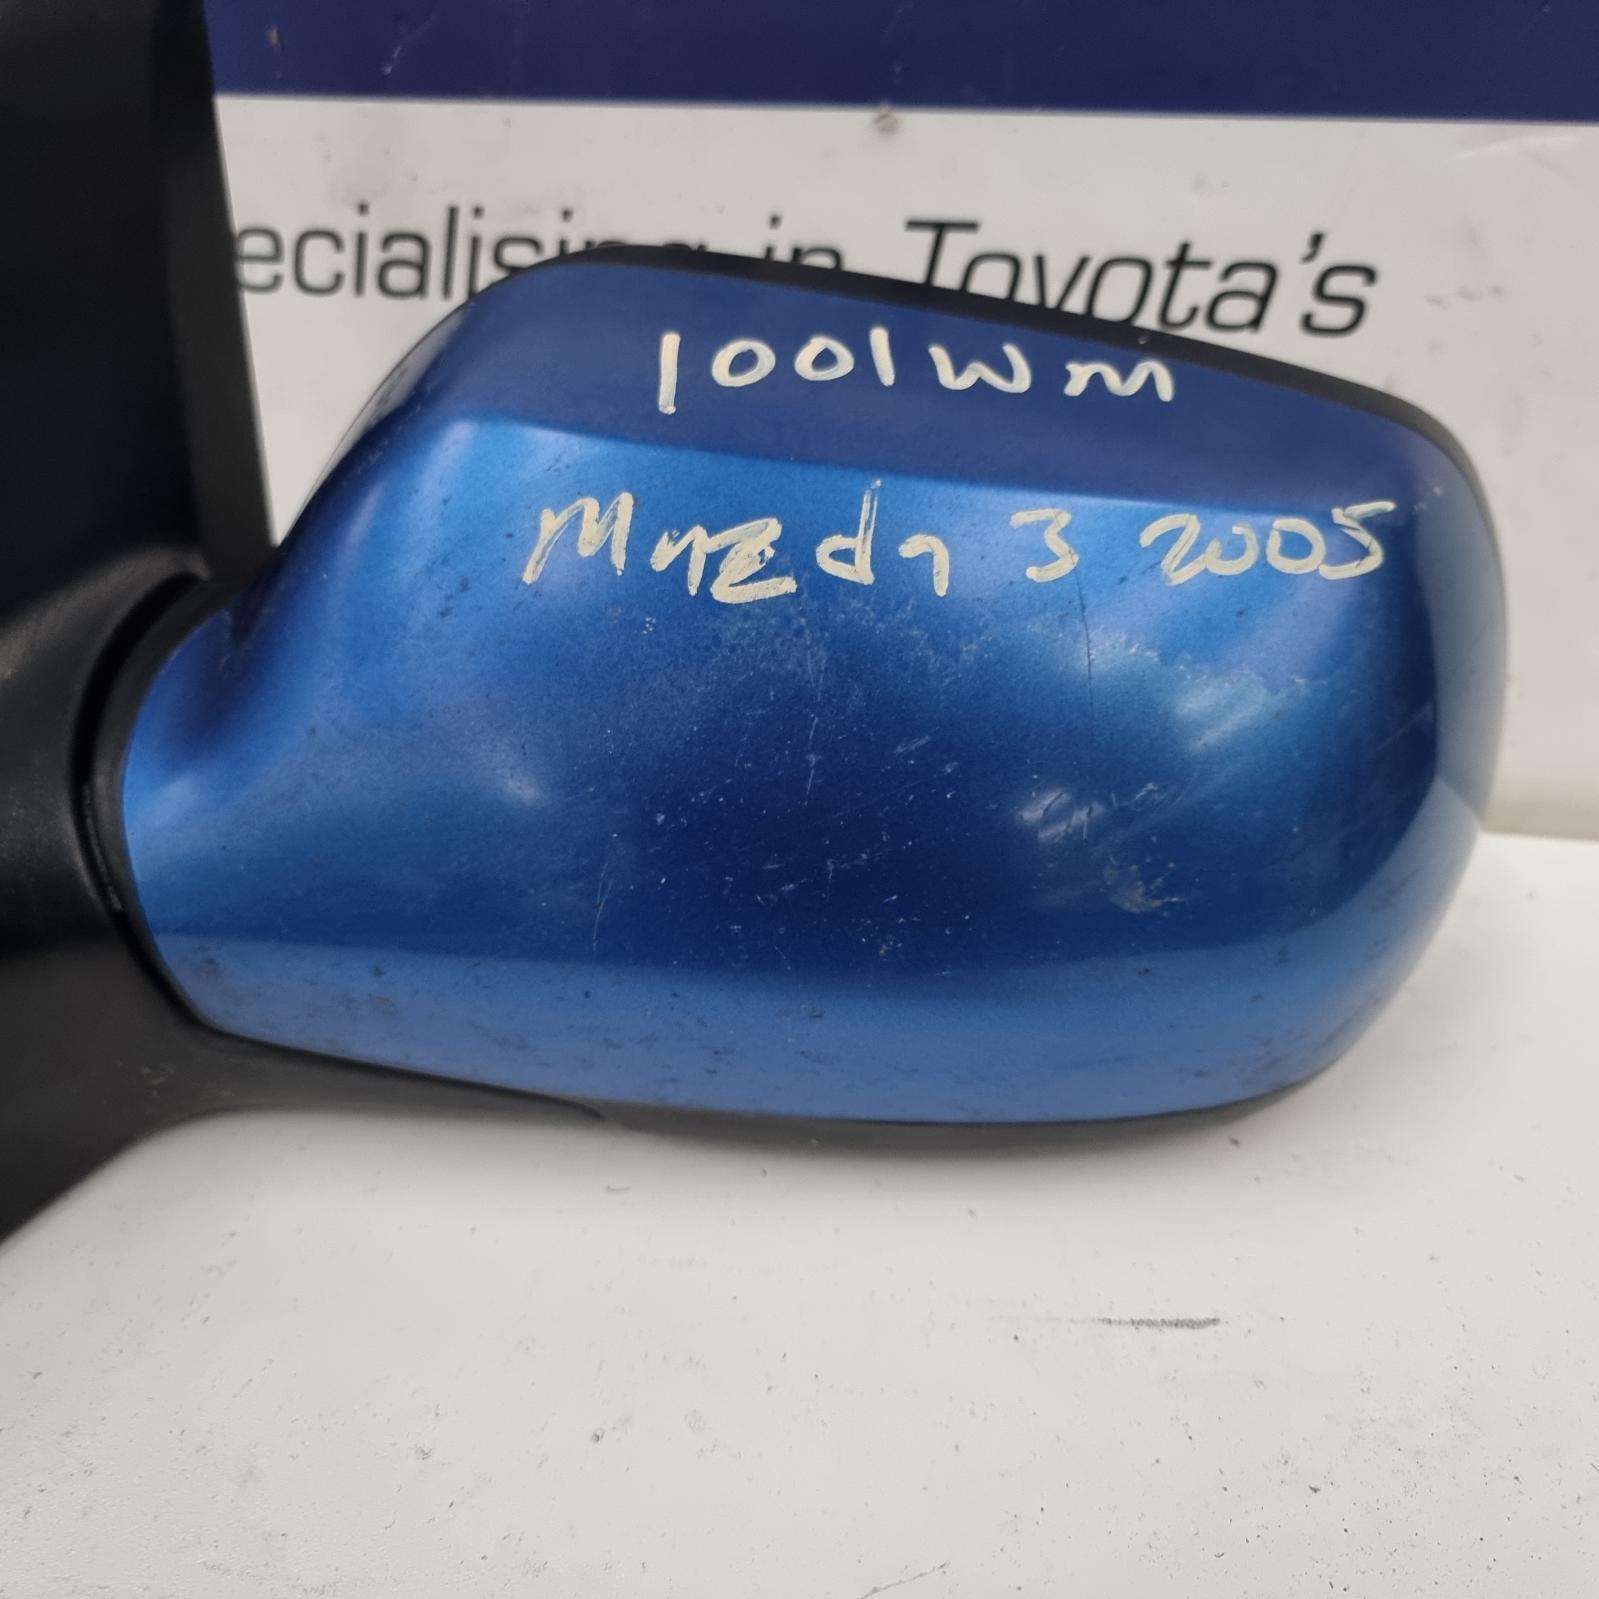 ecialising in Toyota's
1001WM
Mazda 3 2005